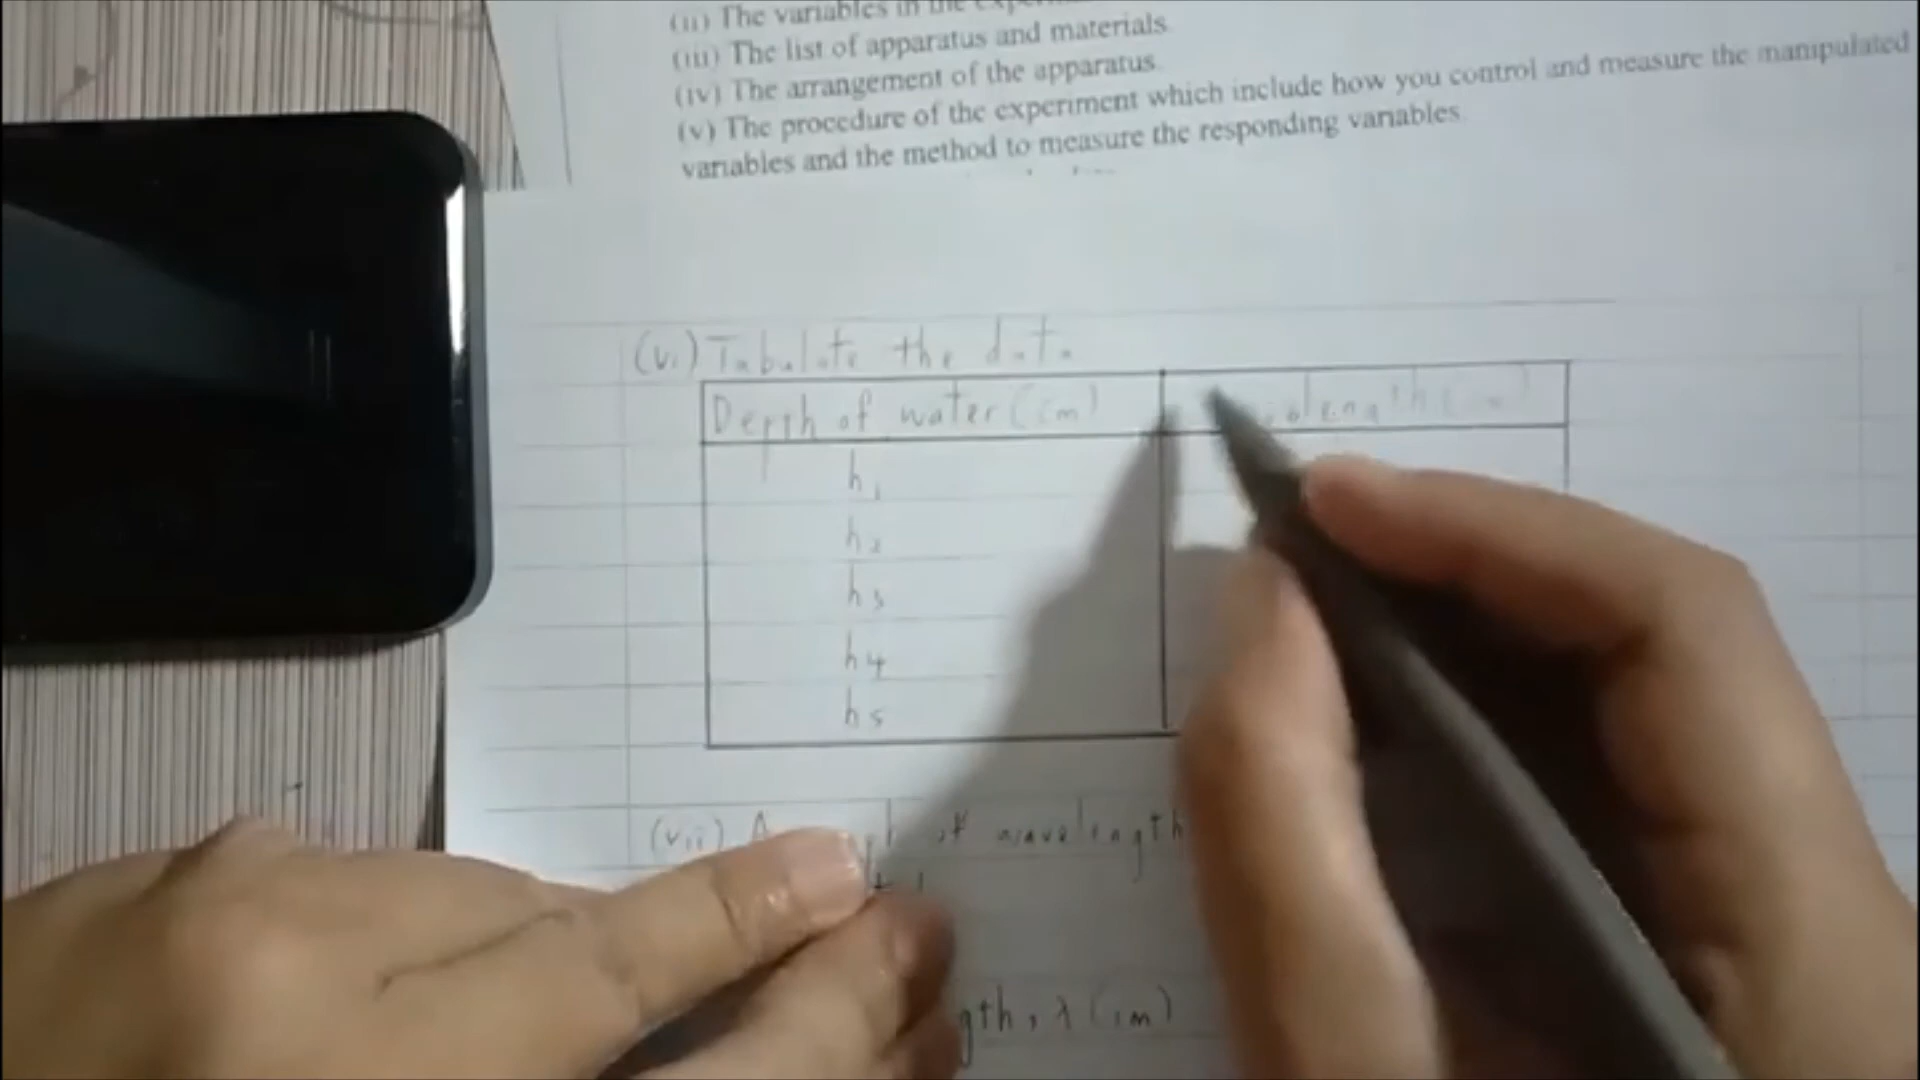 (ii) The variables in the
(iii) The list of apparatus and materials.
(iv) The arrangement of the apparatus.
(v) The procedure of the experiment which include how you control and measure the manipulated
variables and the method to measure the responding variables.
(vi) Tabulate the data
Depth of water (cm)
h1
h2
h3
h4
h5
(vii) A of wavelength
gth, λ (cm)